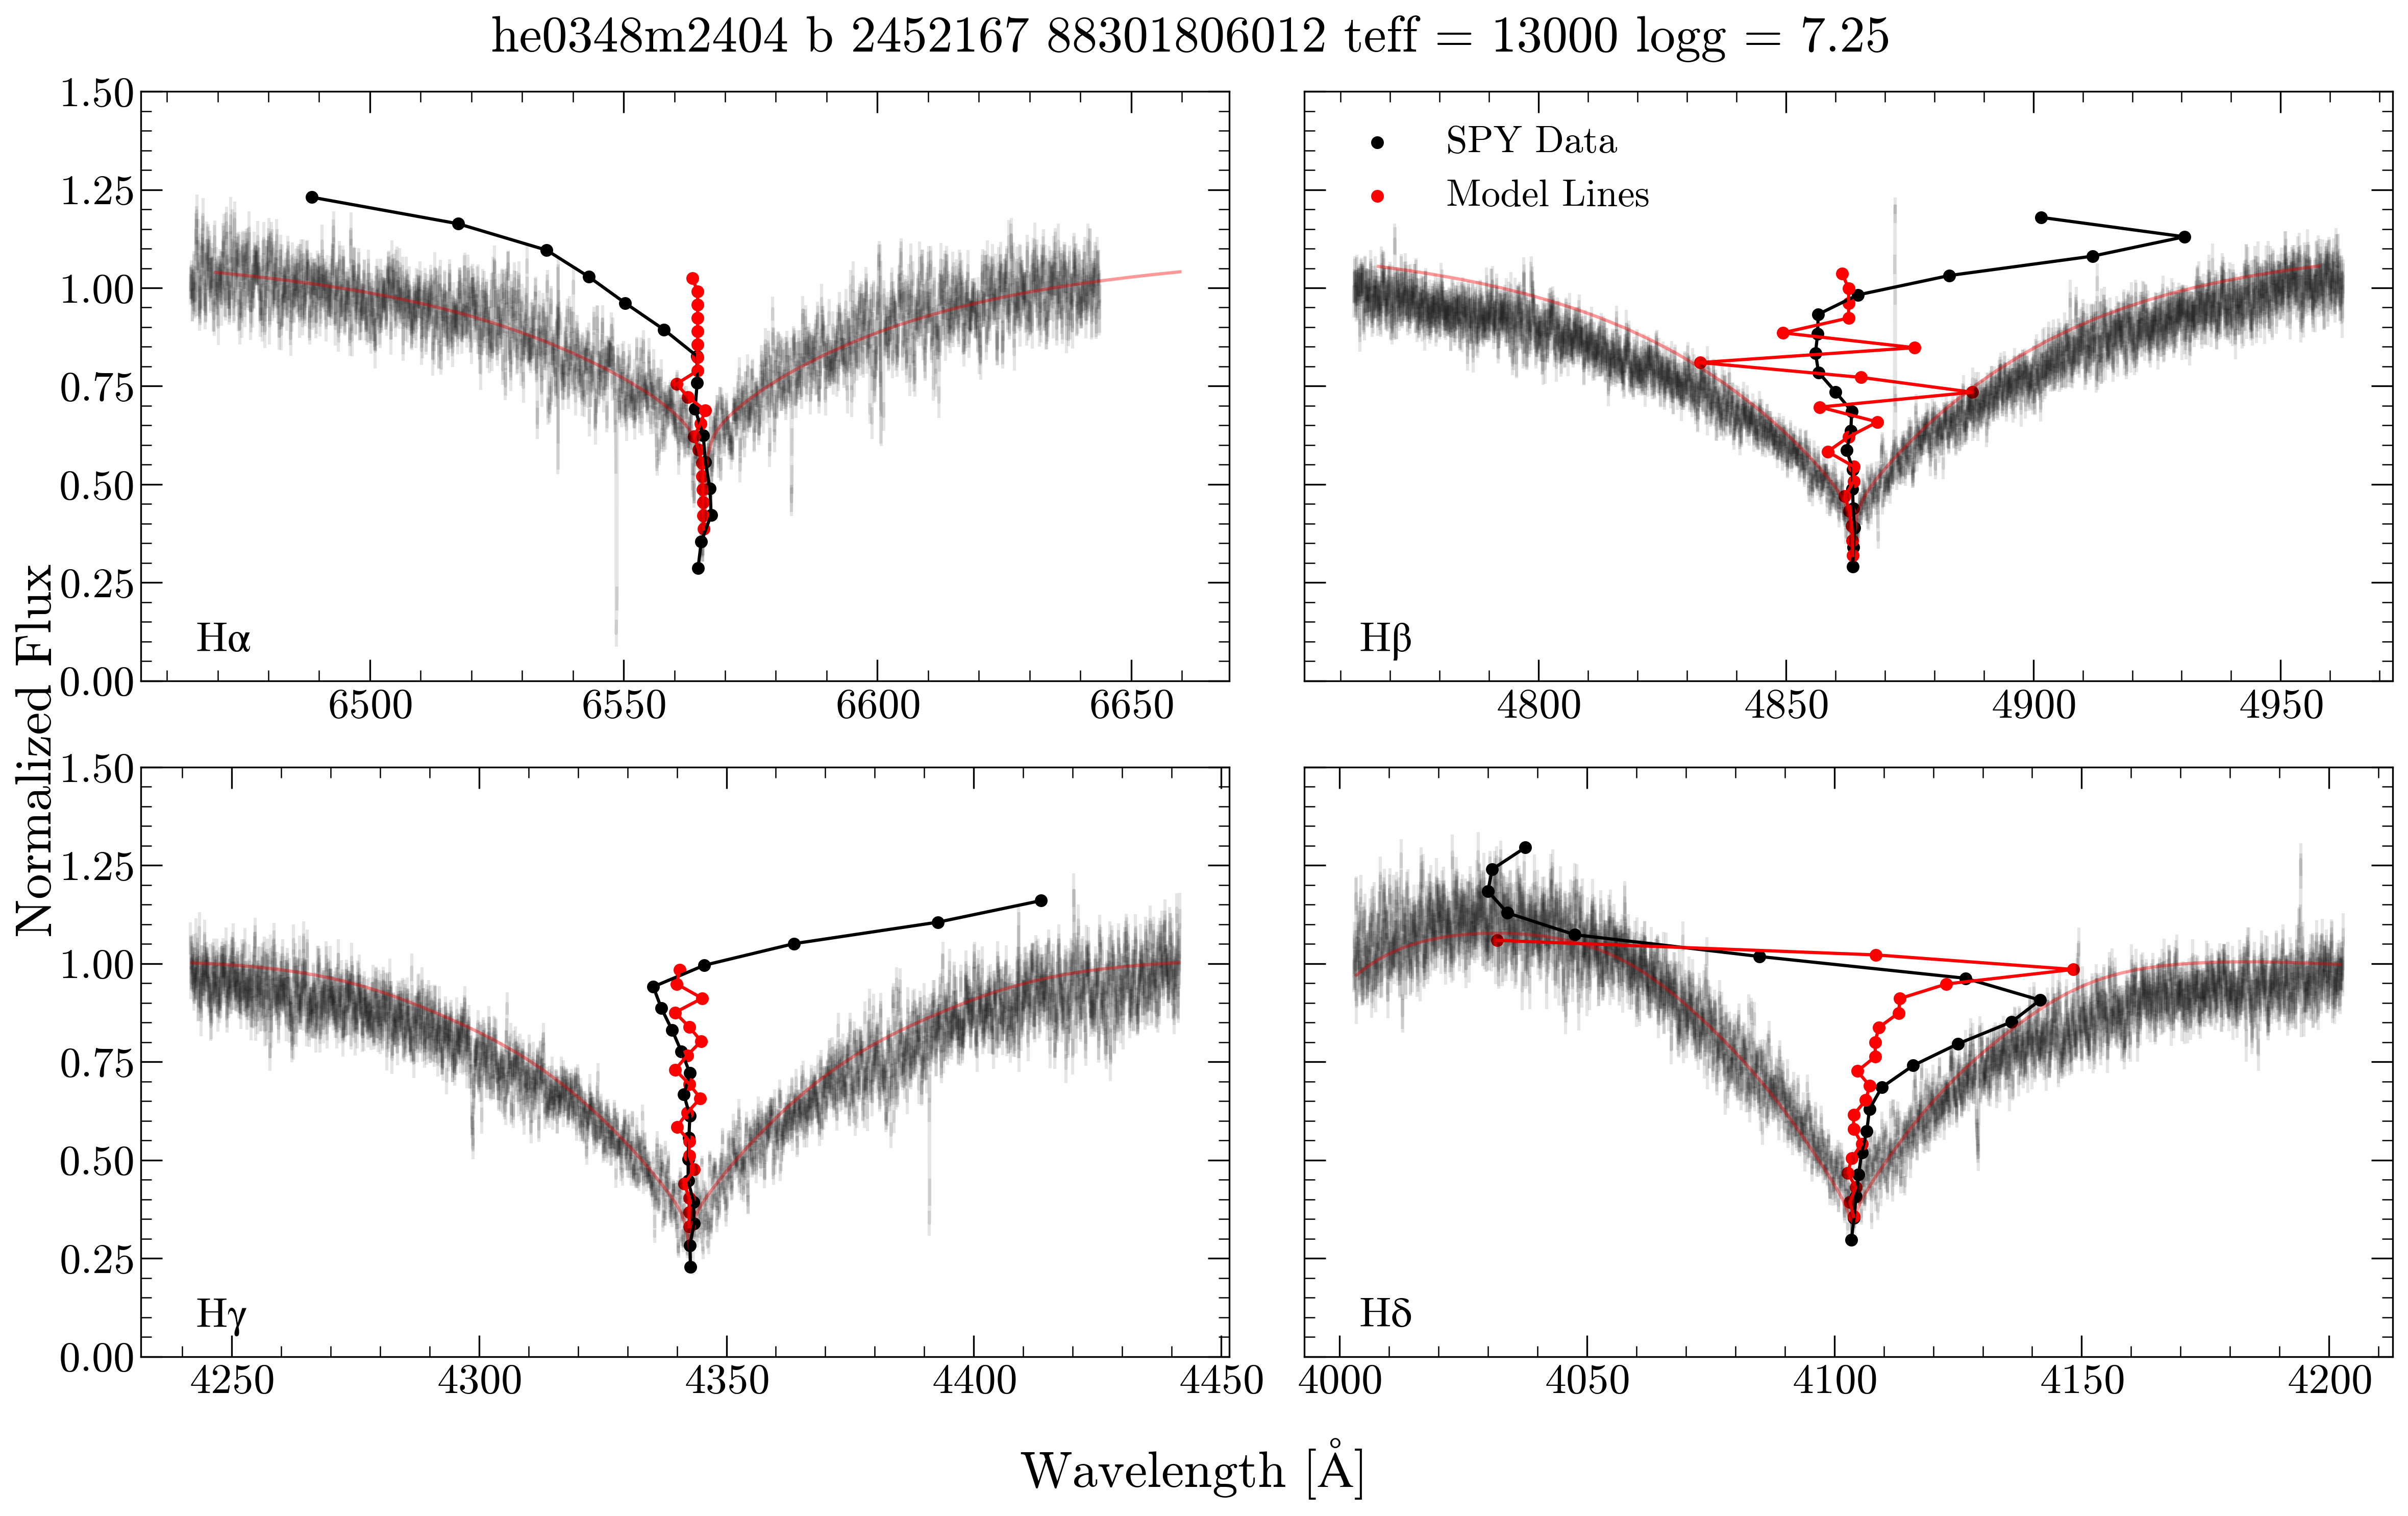 he0348m2404 b 2452167 88301806012 teff = 13000 logg = 7.25
Normalized Flux
1.50
1.25
1.00
0.75
0.50
0.25
0.00
Hα
6500 6550 6600 6650
SPY Data
Model Lines
Hβ
4800 4850 4900 4950
1.50
1.25
1.00
0.75
0.50
0.25
0.00
Hγ
4250 4300 4350 4400 4450
Hδ
4000 4050 4100 4150 4200
Wavelength [Å]